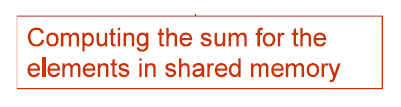 Computing the sum for the
elements in shared memory